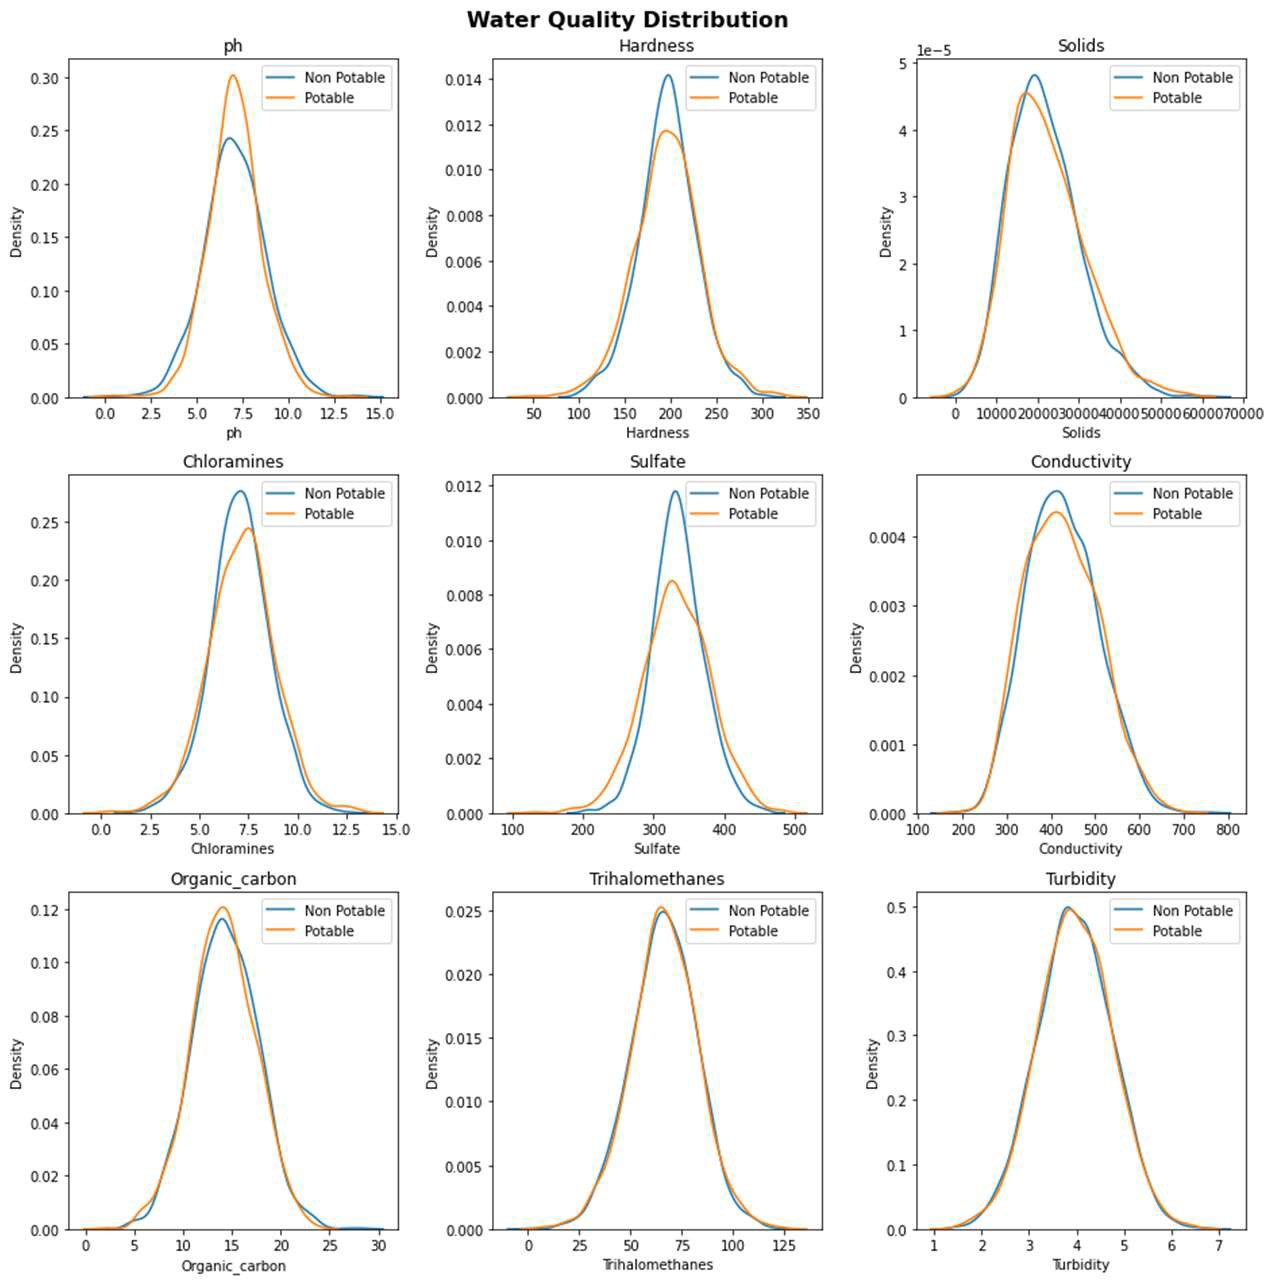 Water Quality Distribution
ph
Hardness
Solids
1e−5
Non Potable
Potable
Non Potable
Potable
Non Potable
Potable
Density
0.30
0.25
0.20
0.15
0.10
0.05
0.00
0.0 2.5 5.0 7.5 10.0 12.5 15.0
ph
Density
0.014
0.012
0.010
0.008
0.006
0.004
0.002
0.000
50 100 150 200 250 300 350
Hardness
Density
5
4
3
2
1
0
0 10000 20000 30000 40000 50000 60000 70000
Solids
Chloramines
Sulfate
Conductivity
Non Potable
Potable
Non Potable
Potable
Non Potable
Potable
Density
0.25
0.20
0.15
0.10
0.05
0.00
0.0 2.5 5.0 7.5 10.0 12.5 15.0
Chloramines
Density
0.012
0.010
0.008
0.006
0.004
0.002
0.000
100 200 300 400 500
Sulfate
Density
0.004
0.003
0.002
0.001
0.000
100 200 300 400 500 600 700 800
Conductivity
Organic_carbon
Trihalomethanes
Turbidity
Non Potable
Potable
Non Potable
Potable
Non Potable
Potable
Density
0.12
0.10
0.08
0.06
0.04
0.02
0.00
0 5 10 15 20 25 30
Organic_carbon
Density
0.025
0.020
0.015
0.010
0.005
0.000
0 25 50 75 100 125
Trihalomethanes
Density
0.5
0.4
0.3
0.2
0.1
0.0
1 2 3 4 5 6 7
Turbidity